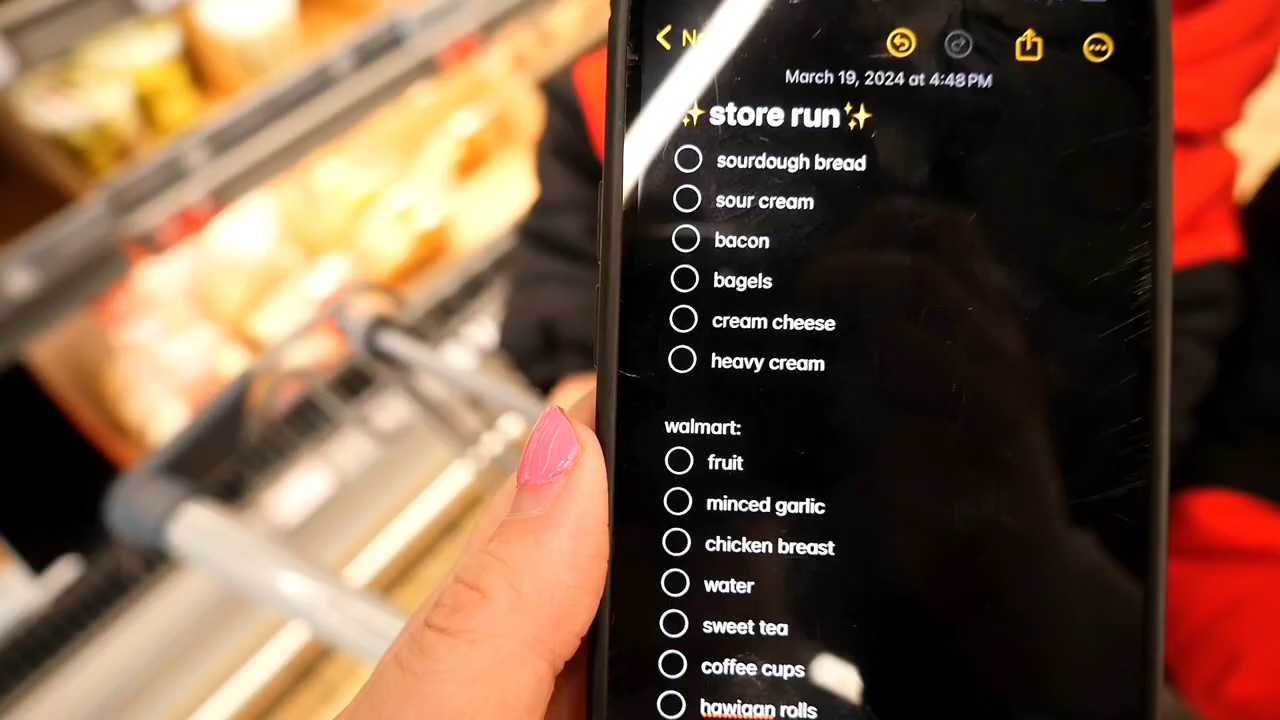 March 19, 2024 at 4:48 PM
✨store run✨
sourdough bread
sour cream
bacon
bagels
cream cheese
heavy cream
walmart:
fruit
minced garlic
chicken breast
water
sweet tea
coffee cups
hawiaan rolls